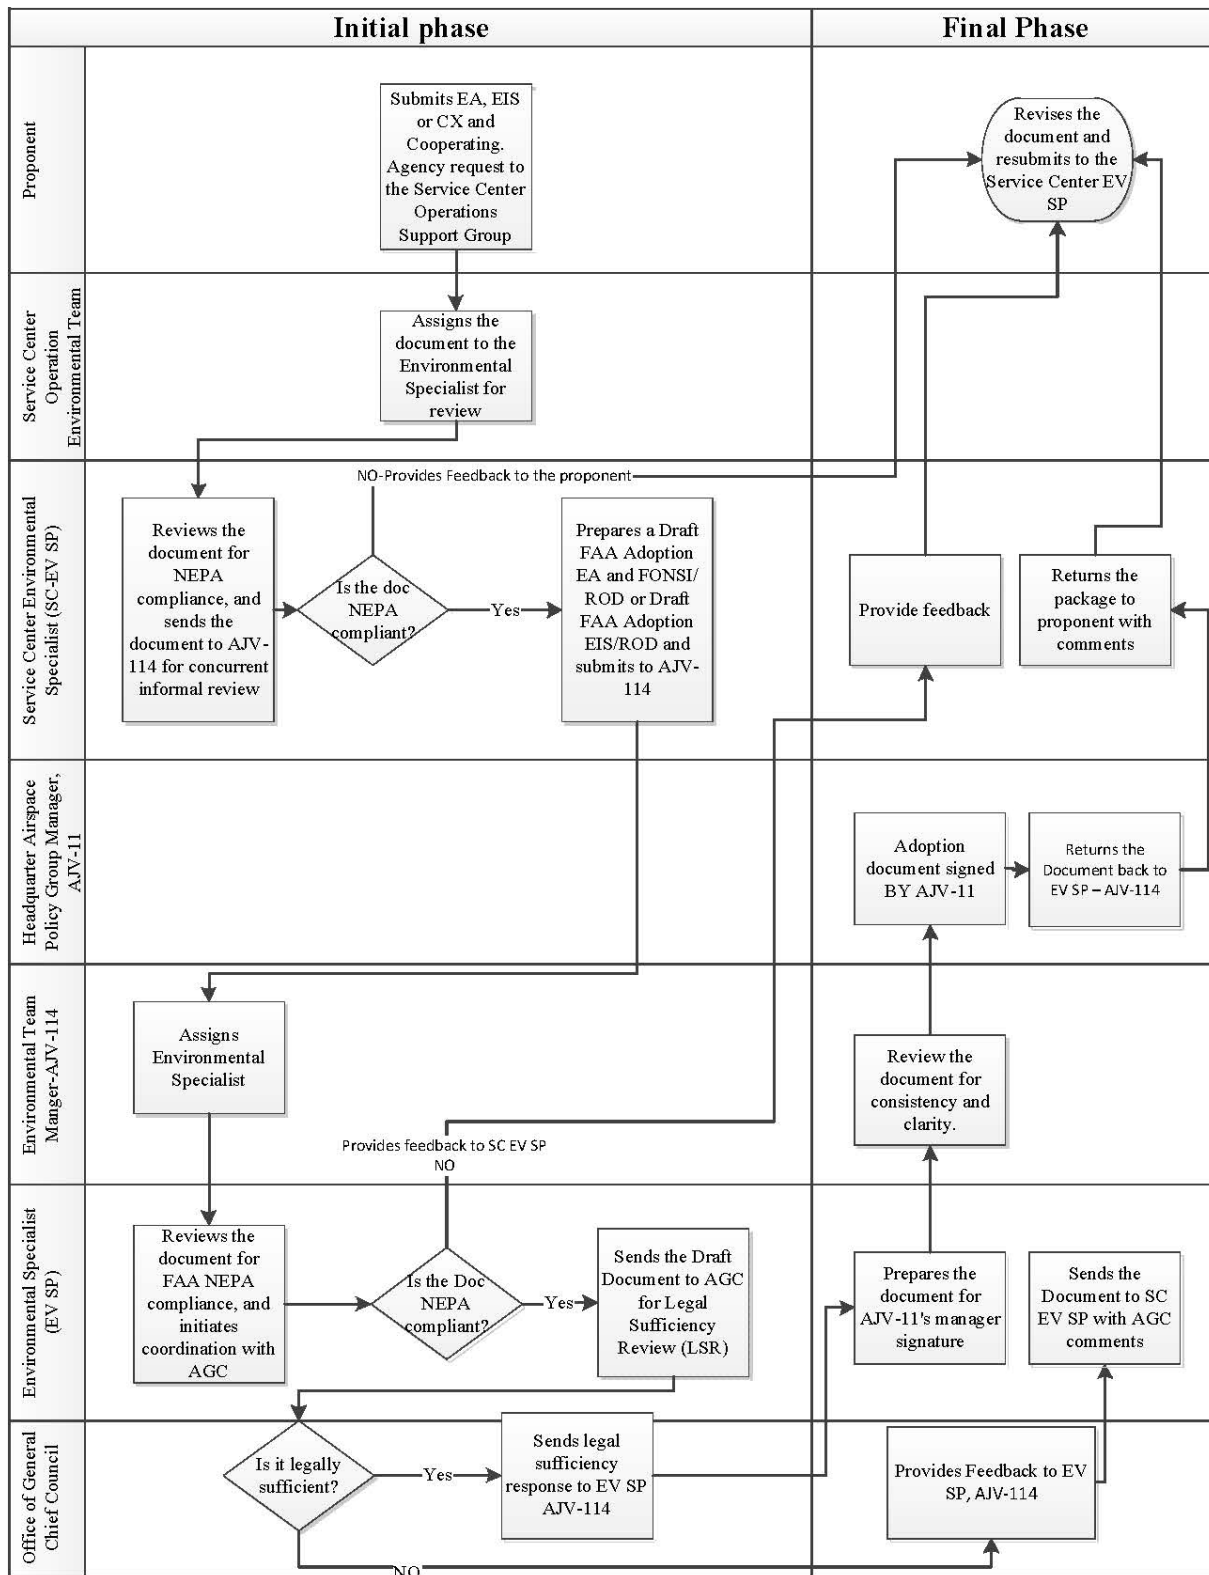 Initial phase
Final Phase
Proponent
Submits EA, EIS
or CX and
Cooperating.
Agency request to
the Service Center
Operations
Support Group
Revises the
document and
resubmits to the
Service Center EV
SP
Service Center
Operation
Environmental Team
Assigns the
document to the
Environmental
Specialist for
review
Service Center Environmental
Specialist (SC-EV SP)
NO-Provides Feedback to the proponent
Reviews the
document for
NEPA
compliance, and
sends the
document to AJV-
114 for concurrent
informal review
Is the doc
NEPA
compliant?
Yes
Prepares a Draft
FAA Adoption
EA and FONSI/
ROD or Draft
FAA Adoption
EIS/ROD and
submits to AJV-
114
Provide feedback
Returns the
package to
proponent with
comments
Headquarter Airspace
Policy Group Manager,
AJV-11
Adoption
document signed
BY AJV-11
Returns the
Document back to
EV SP – AJV-114
Environmental Team
Manger-AJV-114
Assigns
Environmental
Specialist
Provides feedback to SC EV SP
NO
Review the
document for
consistency and
clarity.
Environmental Specialist
(EV SP)
Reviews the
document for
FAA NEPA
compliance, and
initiates
coordination with
AGC
Is the Doc
NEPA
compliant?
Yes
Sends the Draft
Document to AGC
for Legal
Sufficiency
Review (LSR)
Prepares the
document for
AJV-11's manager
signature
Sends the
Document to SC
EV SP with AGC
comments
Office of General
Chief Council
Is it legally
sufficient?
Yes
Sends legal
sufficiency
response to EV SP
AJV-114
Provides Feedback to EV
SP, AJV-114
NO